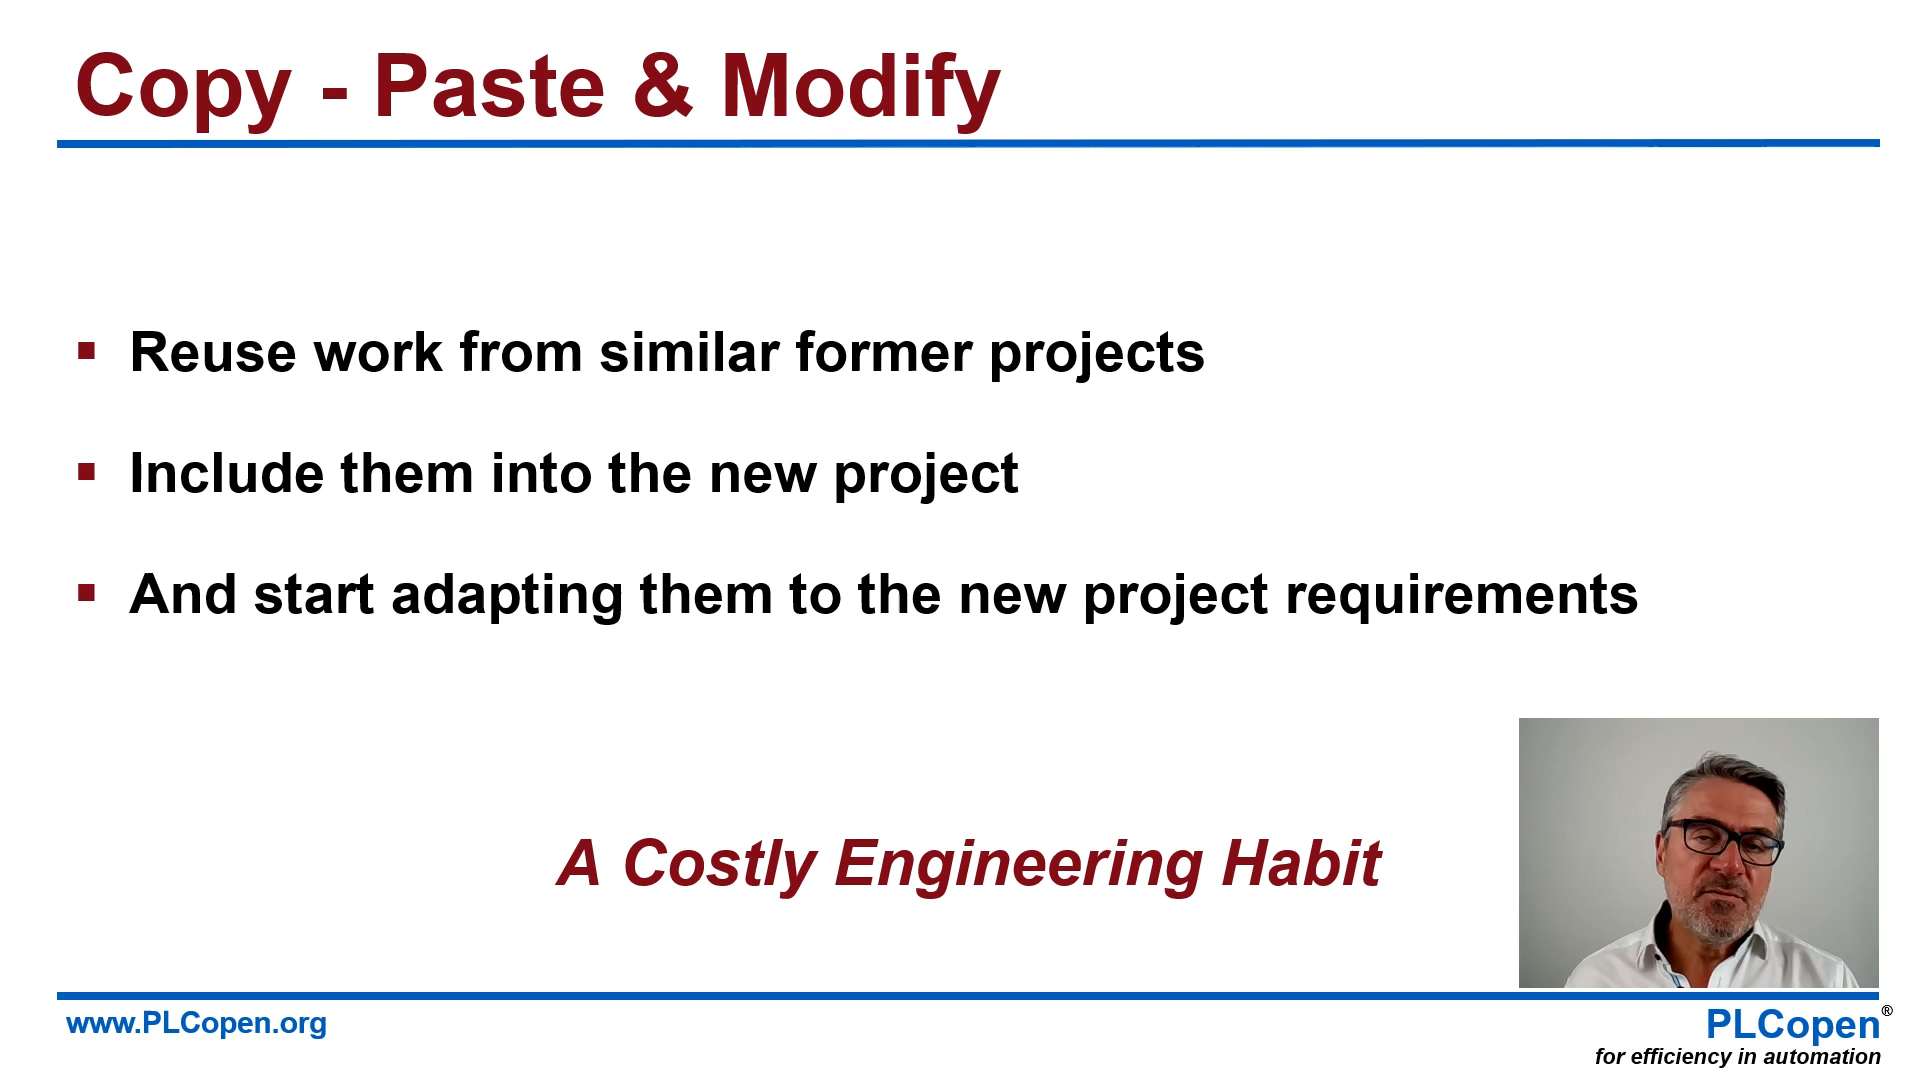 Copy - Paste & Modify
▪ Reuse work from similar former projects
▪ Include them into the new project
▪ And start adapting them to the new project requirements
A Costly Engineering Habit
www.PLCopen.org
PLCopen®
for efficiency in automation